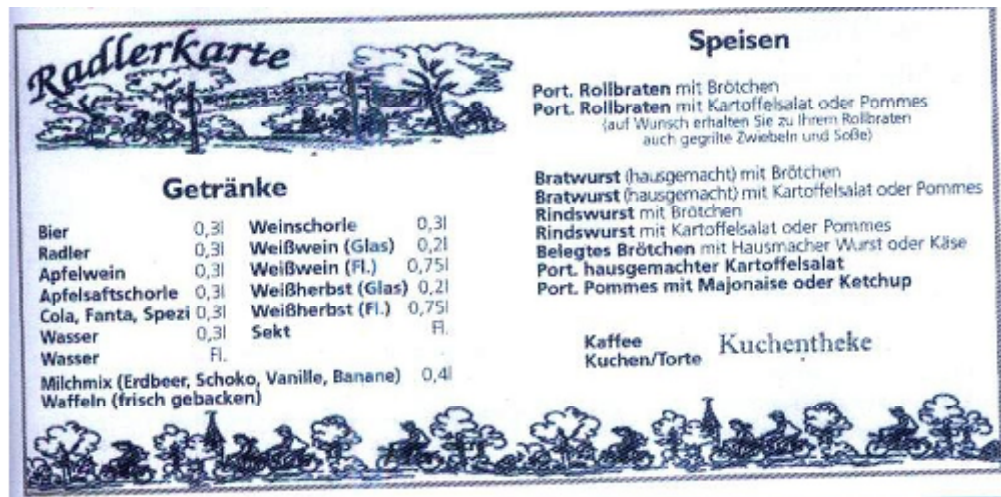 Radlerkarte
Getränke
Bier 0,3l
Radler 0,3l
Apfelwein 0,3l
Apfelsaftschorle 0,3l
Cola, Fanta, Spezi 0,3l
Wasser 0,3l
Wasser Fl.
Weinschorle 0,3l
Weißwein (Glas) 0,2l
Weißwein (Fl.) 0,75l
Weißherbst (Glas) 0,2l
Weißherbst (Fl.) 0,75l
Sekt Fl.
Milchmix (Erdbeer, Schoko, Vanille, Banane) 0,4l
Waffeln (frisch gebacken)
Speisen
Port. Rollbraten mit Brötchen
Port. Rollbraten mit Kartoffelsalat oder Pommes
(auf Wunsch erhalten Sie zu Ihrem Rollbraten
auch gegrilte Zwiebeln und Soße)
Bratwurst (hausgemacht) mit Brötchen
Bratwurst (hausgemacht) mit Kartoffelsalat oder Pommes
Rindswurst mit Brötchen
Rindswurst mit Kartoffelsalat oder Pommes
Belegtes Brötchen mit Hausmacher Wurst oder Käse
Port. hausgemachter Kartoffelsalat
Port. Pommes mit Majonaise oder Ketchup
Kaffee
Kuchen/Torte
Kuchentheke